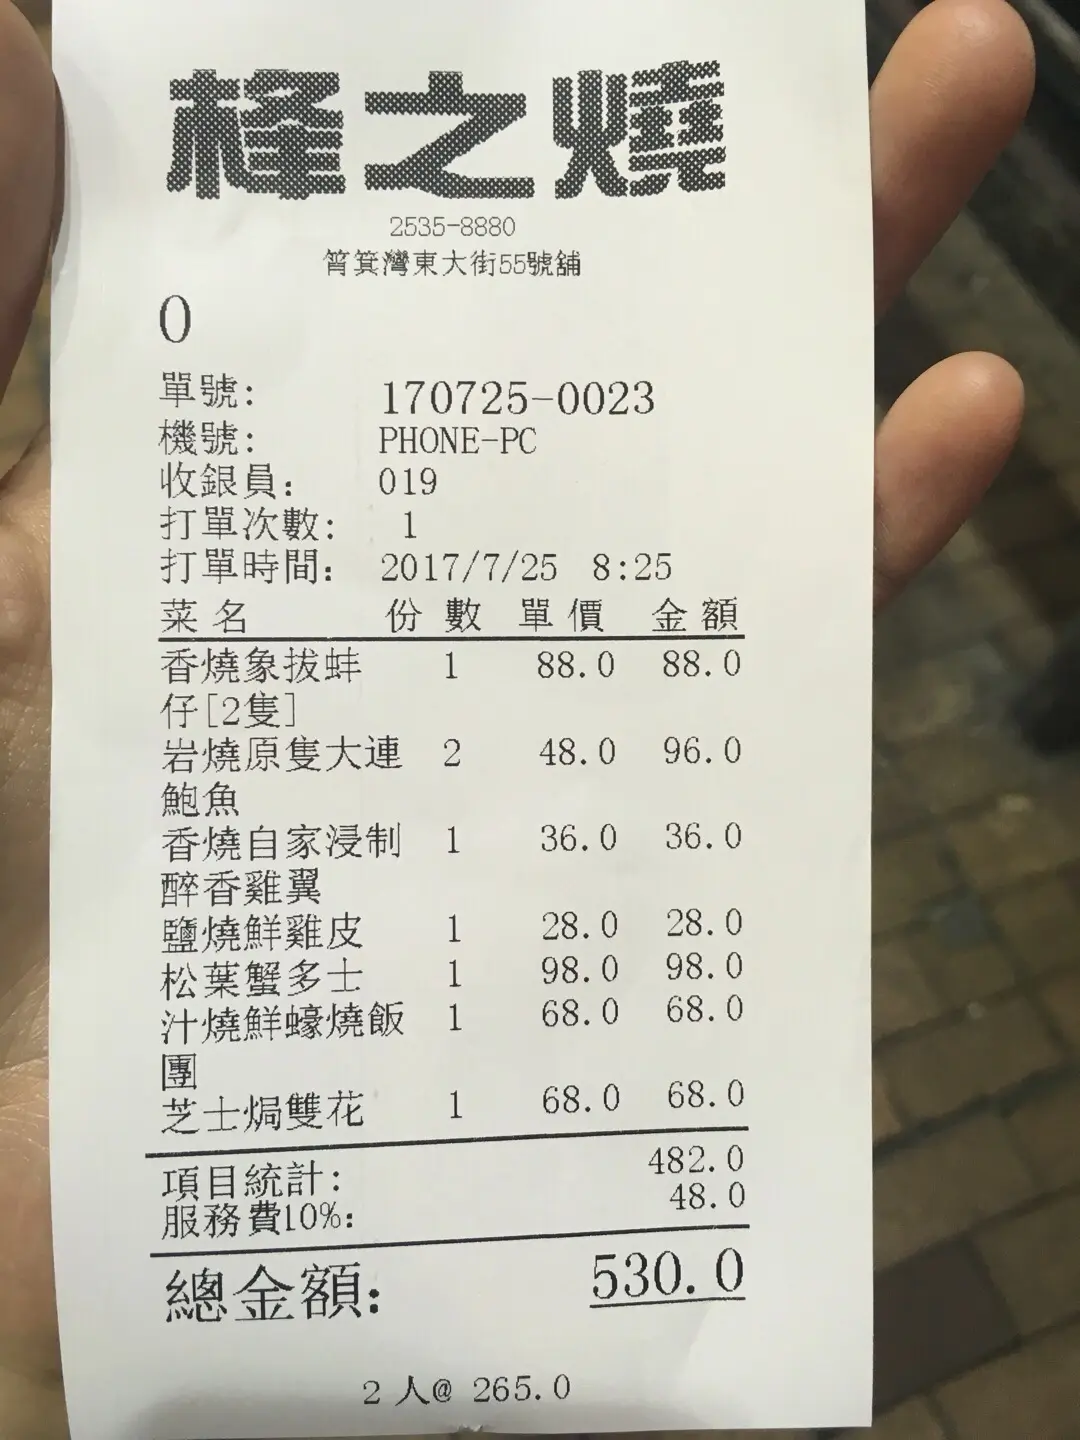 棒之燒
2535-8880
筲箕灣東大街55號舖
0
單號: 170725-0023
機號: PHONE-PC
收銀員: 019
打單次數: 1
打單時間: 2017/7/25 8:25
菜名 份數 單價 金額
香燒象拔蚌 1 88.0 88.0
仔[2隻]
岩燒原隻大連 2 48.0 96.0
鮑魚
香燒自家浸制 1 36.0 36.0
醉香雞翼
鹽燒鮮雞皮 1 28.0 28.0
松葉蟹多士 1 98.0 98.0
汁燒鮮蠔燒飯 1 68.0 68.0
團
芝士焗雙花 1 68.0 68.0
項目統計: 482.0
服務費10%: 48.0
總金額: 530.0
2 人@ 265.0